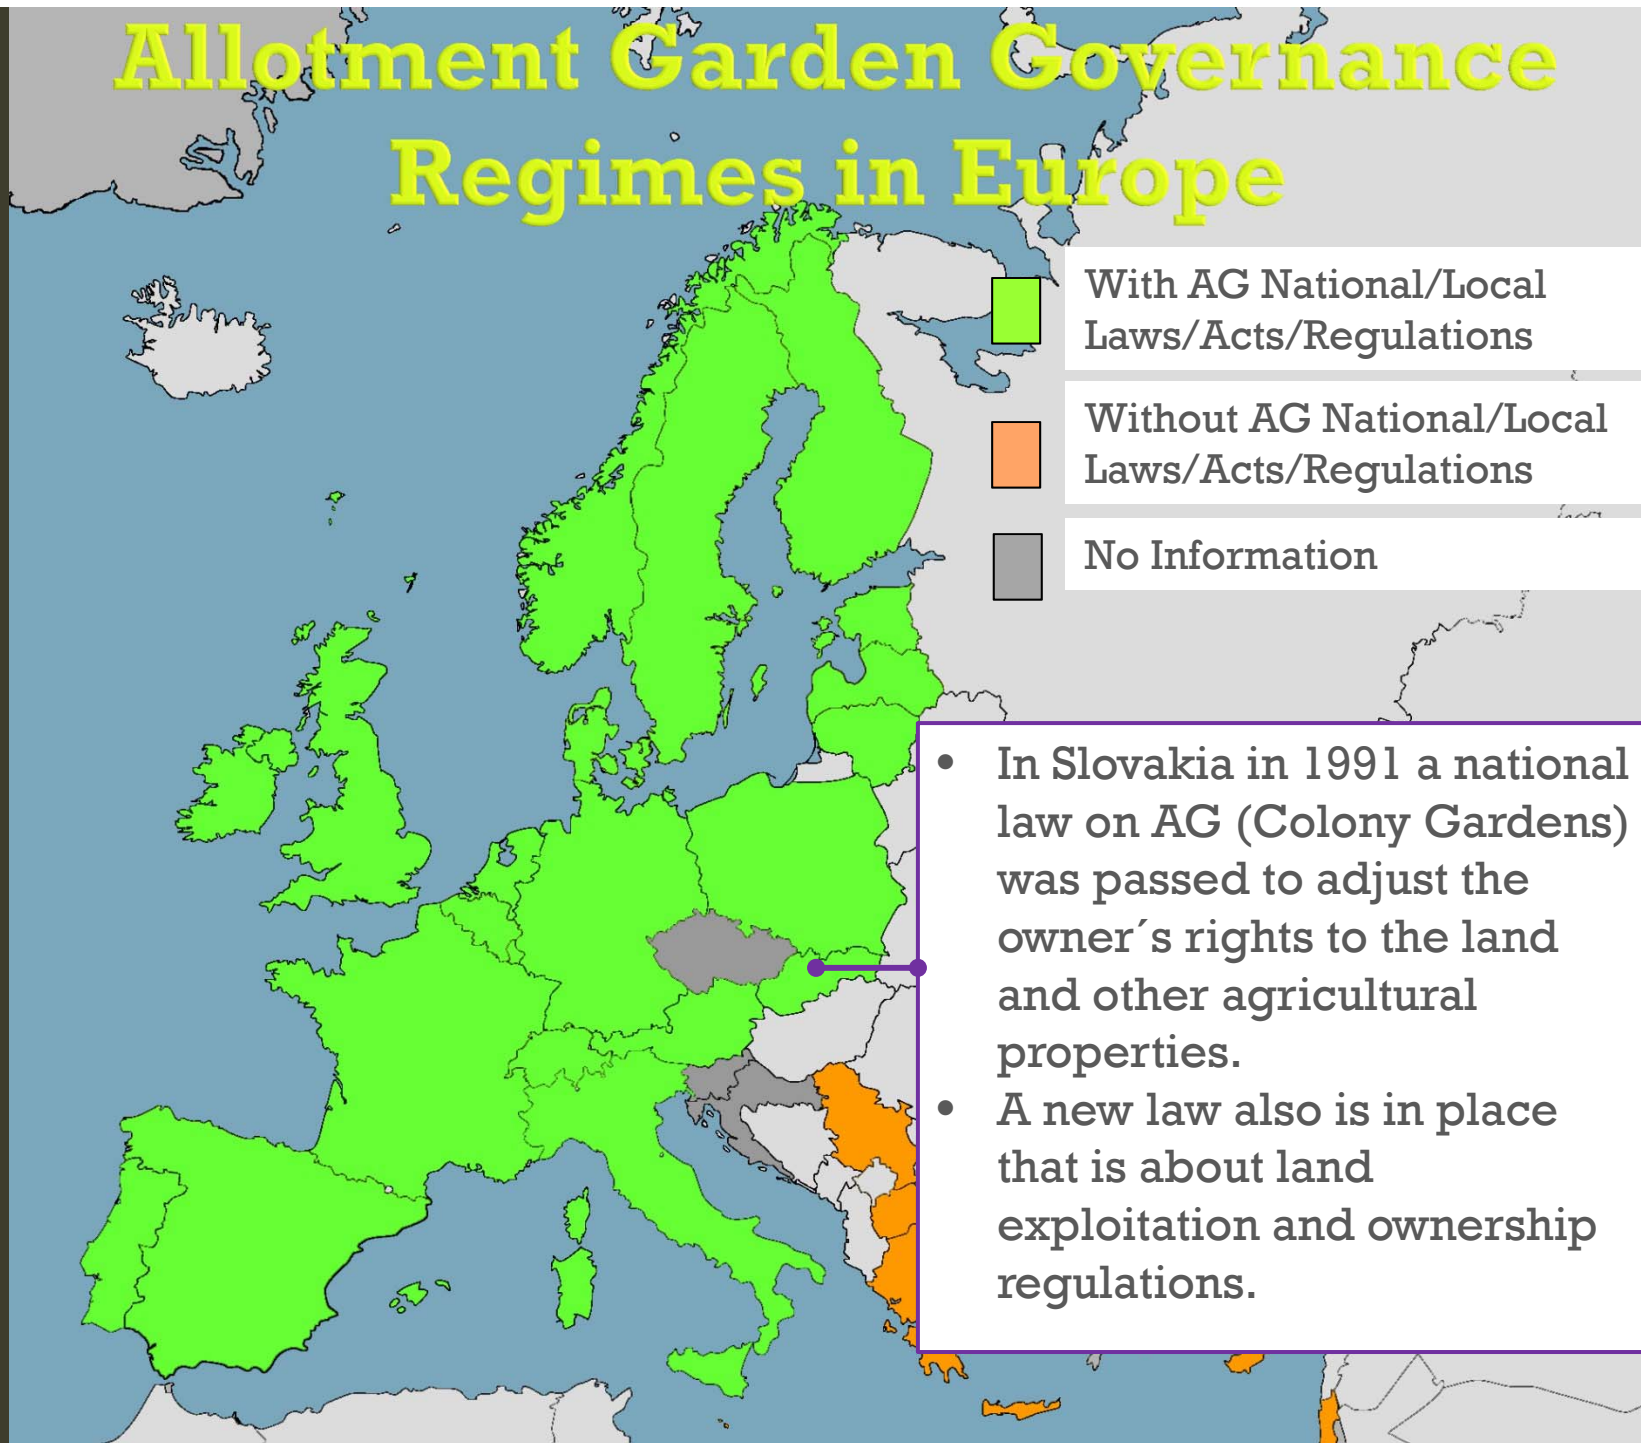 Allotment Garden Governance
Regimes in Europe
With AG National/Local
Laws/Acts/Regulations
Without AG National/Local
Laws/Acts/Regulations
No Information
• In Slovakia in 1991 a national
law on AG (Colony Gardens)
was passed to adjust the
owner´s rights to the land
and other agricultural
properties.
• A new law also is in place
that is about land
exploitation and ownership
regulations.